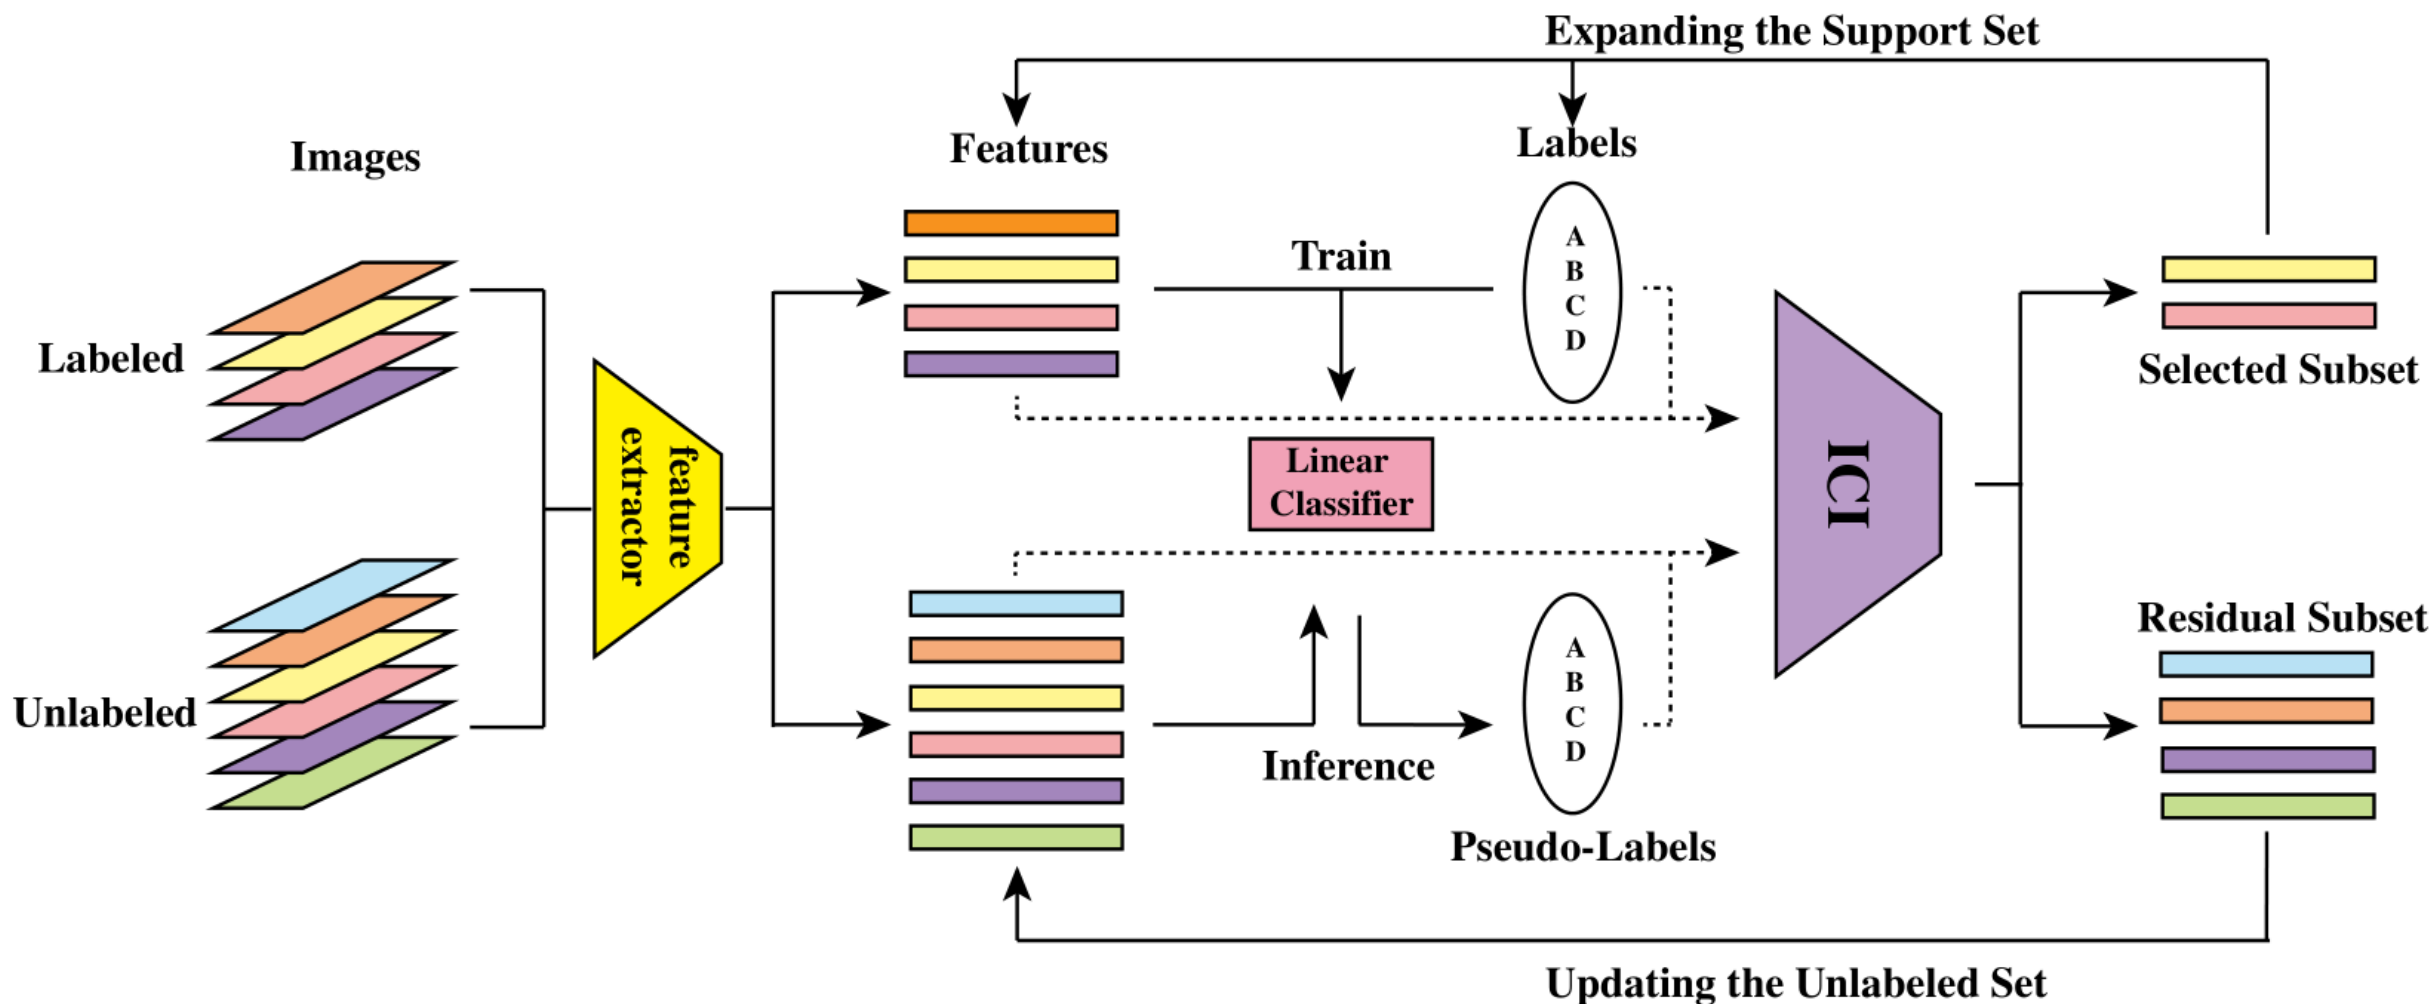 Expanding the Support Set
Images
Features
Labels
Labeled
Train
A
B
C
D
feature
extractor
Linear
Classifier
ICI
Selected Subset
Unlabeled
Inference
A
B
C
D
Pseudo-Labels
Residual Subset
Updating the Unlabeled Set